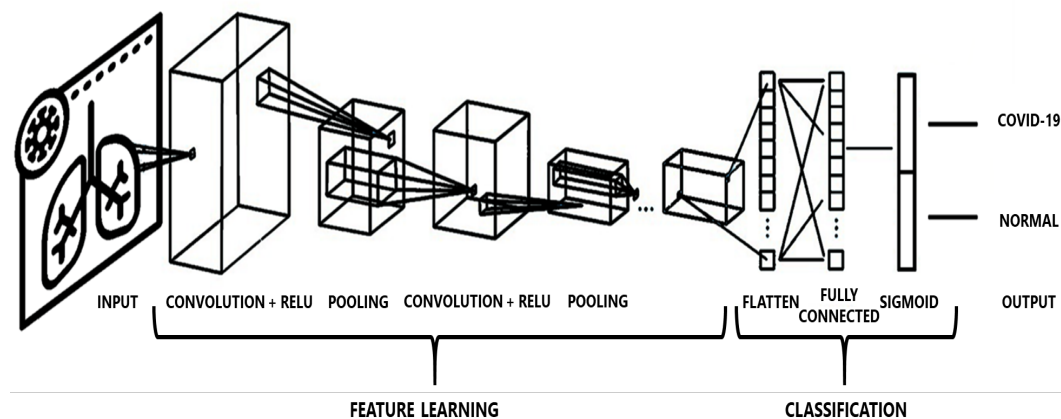 COVID-19
NORMAL
INPUT
CONVOLUTION + RELU
POOLING
CONVOLUTION + RELU
POOLING
FLATTEN
FULLY
CONNECTED
SIGMOID
OUTPUT
FEATURE LEARNING
CLASSIFICATION